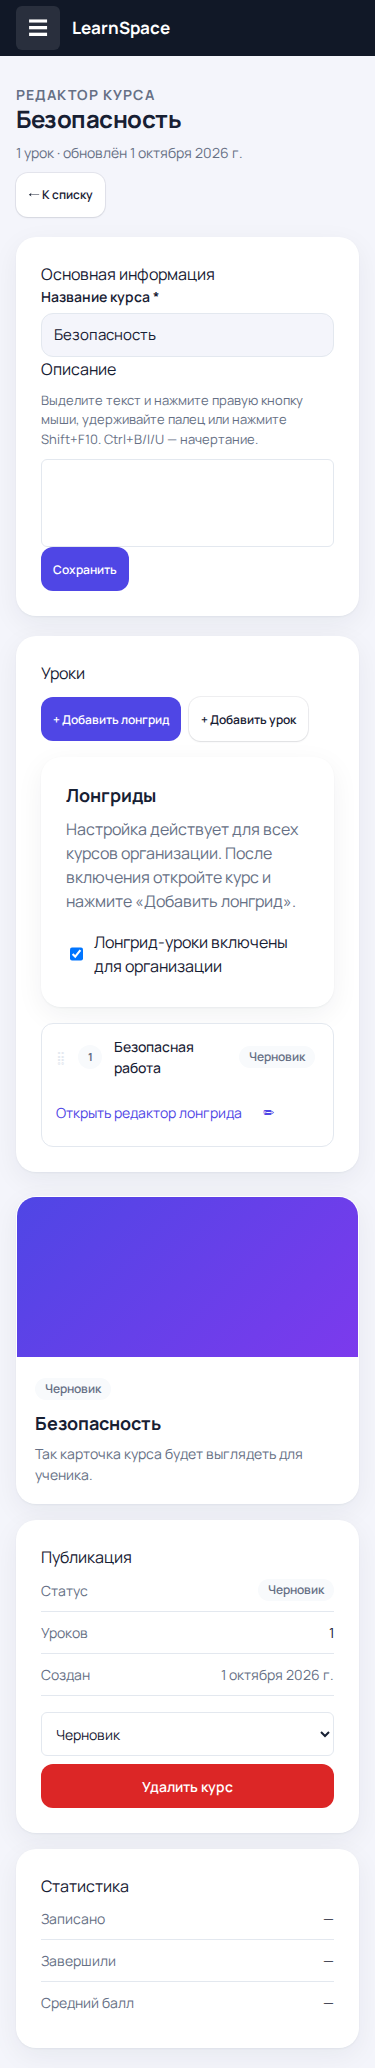 LearnSpace
РЕДАКТОР КУРСА
Безопасность
1 урок · обновлён 1 октября 2026 г.
← К списку
Основная информация
Название курса *
Безопасность
Описание
Выделите текст и нажмите правую кнопку
мыши, удерживайте палец или нажмите
Shift+F10. Ctrl+B/I/U — начертание.
Сохранить
Уроки
+ Добавить лонгрид
+ Добавить урок
Лонгриды
Настройка действует для всех
курсов организации. После
включения откройте курс и
нажмите «Добавить лонгрид».
Лонгрид-уроки включены
для организации
1
Безопасная
работа
Черновик
Открыть редактор лонгрида
Черновик
Безопасность
Так карточка курса будет выглядеть для
ученика.
Публикация
Статус Черновик
Уроков 1
Создан 1 октября 2026 г.
Черновик
Удалить курс
Статистика
Записано —
Завершили —
Средний балл —